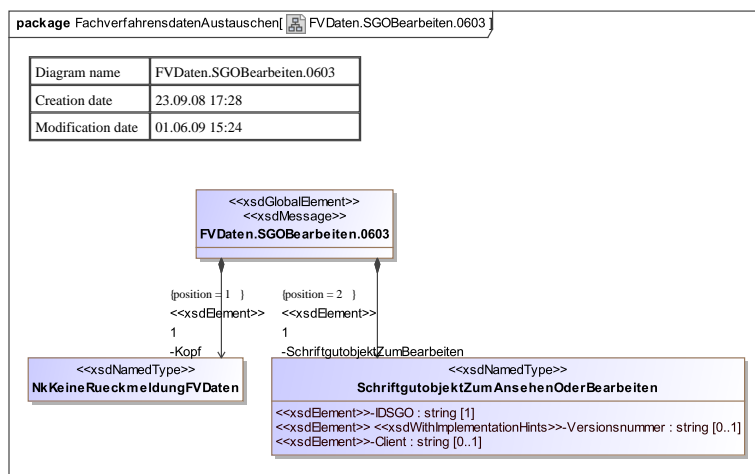 package FachverfahrensdatenAustauschen[ FVDaten.SGOBearbeiten.0603 ]
Diagram name FVDaten.SGOBearbeiten.0603
Creation date 23.09.08 17:28
Modification date 01.06.09 15:24
<<xsdGlobalElement>>
<<xsdMessage>>
FVDaten.SGOBearbeiten.0603
{position = 1 } {position = 2 }
<<xsdElement>> <<xsdElement>>
1 1
-Kopf -SchriftgutobjektZumBearbeiten
<<xsdNamedType>>
NkKeineRueckmeldungFVDaten
<<xsdNamedType>>
SchriftgutobjektZumAnsehenOderBearbeiten
<<xsdElement>>-IDSGO : string [1]
<<xsdElement>> <<xsdWithImplementationHints>>-Versionsnummer : string [0..1]
<<xsdElement>>-Client : string [0..1]